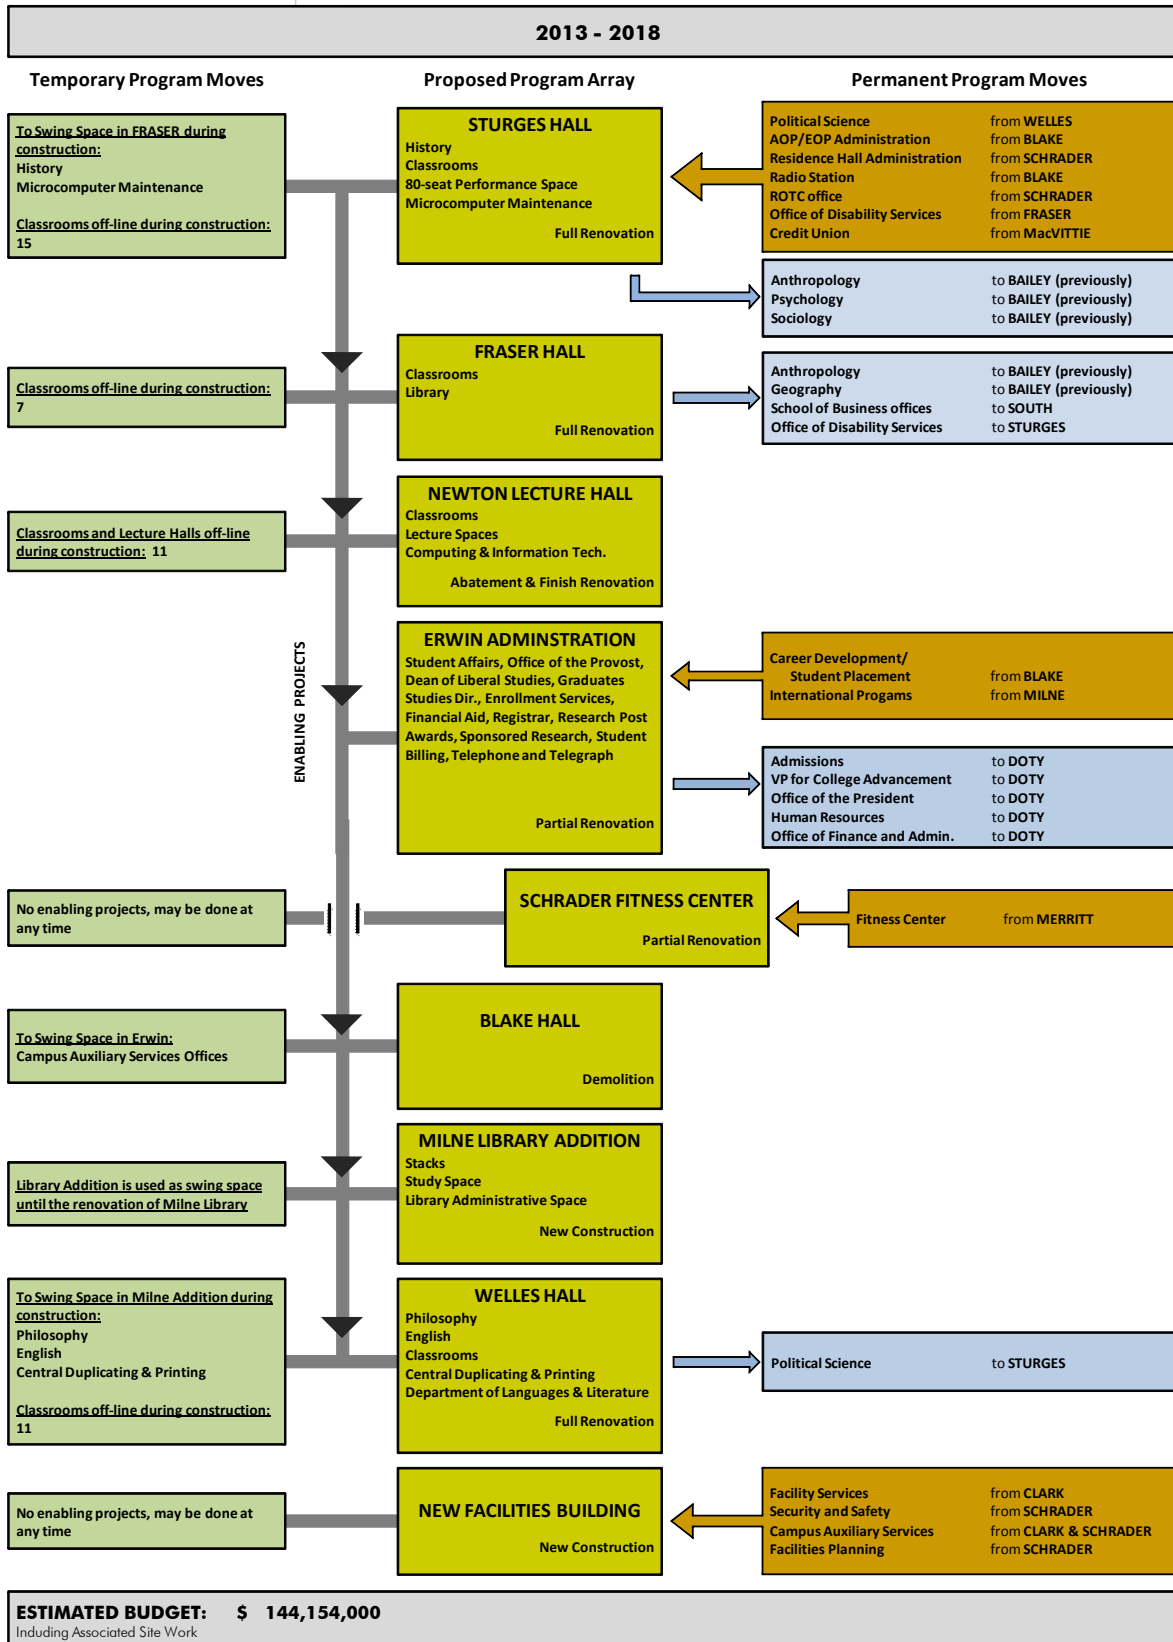 2013 - 2018
Temporary Program Moves
Proposed Program Array
Permanent Program Moves
To Swing Space in FRASER during
construction:
History
Microcomputer Maintenance
Classrooms off-line during construction:
15
STURGES HALL
History
Classrooms
80-seat Performance Space
Microcomputer Maintenance
Full Renovation
Political Science from WELLES
AOP/EOP Administration from BLAKE
Residence Hall Administration from SCHRADER
Radio Station from BLAKE
ROTC office from SCHRADER
Office of Disability Services from FRASER
Credit Union from MacVITTIE
Anthropology to BAILEY (previously)
Psychology to BAILEY (previously)
Sociology to BAILEY (previously)
Classrooms off-line during construction:
7
FRASER HALL
Classrooms
Library
Full Renovation
Anthropology to BAILEY (previously)
Geography to BAILEY (previously)
School of Business offices to SOUTH
Office of Disability Services to STURGES
Classrooms and Lecture Halls off-line
during construction: 11
NEWTON LECTURE HALL
Classrooms
Lecture Spaces
Computing & Information Tech.
Abatement & Finish Renovation
ENABLING PROJECTS
ERWIN ADMINSTRATION
Student Affairs, Office of the Provost,
Dean of Liberal Studies, Graduates
Studies Dir., Enrollment Services,
Financial Aid, Registrar, Research Post
Awards, Sponsored Research, Student
Billing, Telephone and Telegraph
Partial Renovation
Career Development/
Student Placement from BLAKE
International Progams from MILNE
Admissions to DOTY
VP for College Advancement to DOTY
Office of the President to DOTY
Human Resources to DOTY
Office of Finance and Admin. to DOTY
No enabling projects, may be done at
any time
SCHRADER FITNESS CENTER
Partial Renovation
Fitness Center from MERRITT
To Swing Space in Erwin:
Campus Auxiliary Services Offices
BLAKE HALL
Demolition
Library Addition is used as swing space
until the renovation of Milne Library
MILNE LIBRARY ADDITION
Stacks
Study Space
Library Administrative Space
New Construction
To Swing Space in Milne Addition during
construction:
Philosophy
English
Central Duplicating & Printing
Classrooms off-line during construction:
11
WELLES HALL
Philosophy
English
Classrooms
Central Duplicating & Printing
Department of Languages & Literature
Full Renovation
Political Science to STURGES
No enabling projects, may be done at
any time
NEW FACILITIES BUILDING
New Construction
Facility Services from CLARK
Security and Safety from SCHRADER
Campus Auxiliary Services from CLARK & SCHRADER
Facilities Planning from SCHRADER
ESTIMATED BUDGET: $ 144,154,000
Including Associated Site Work